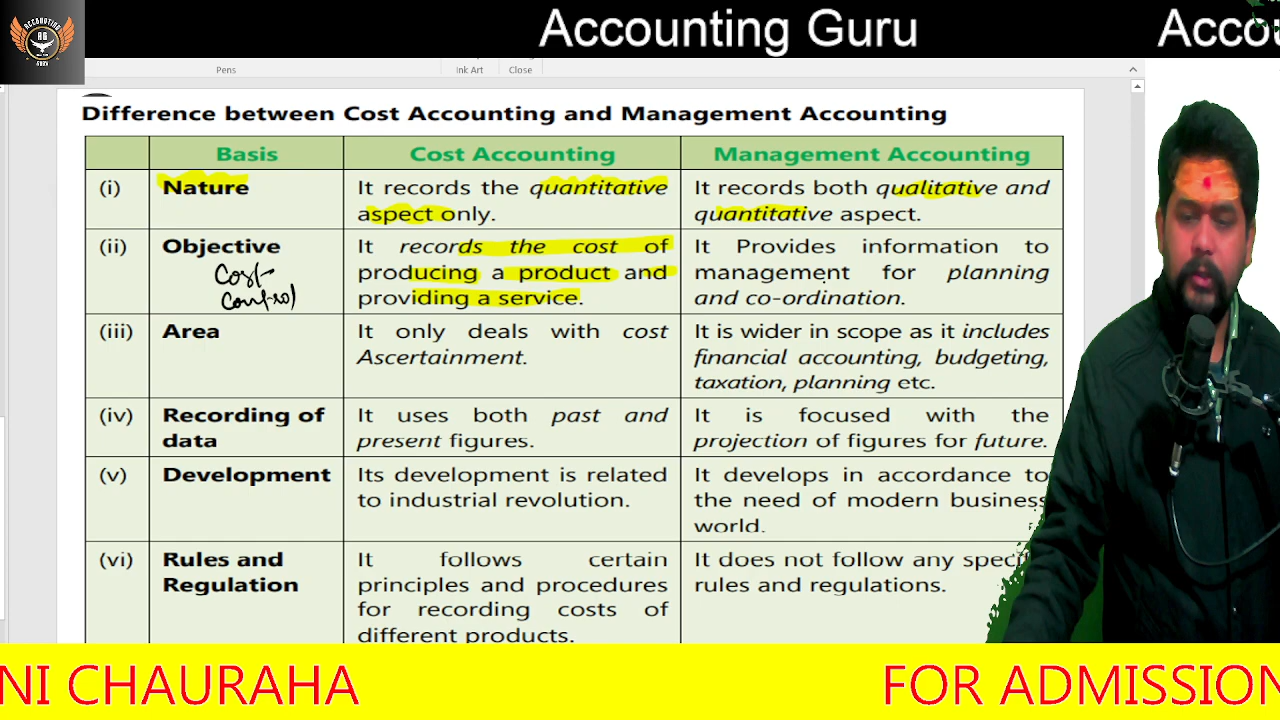 Accounting Guru
Acco
ACCOUNTING
AG
GURU
Pens
Ink Art
Close
Difference between Cost Accounting and Management Accounting
Basis
Cost Accounting
Management Accounting
(i)
Nature
It records the quantitative
aspect only.
It records both qualitative and
quantitative aspect.
(ii)
Objective
Cost
Control
It records the cost of
producing a product and
providing a service.
It Provides information to
management for planning
and co-ordination.
(iii)
Area
It only deals with cost
Ascertainment.
It is wider in scope as it includes
financial accounting, budgeting,
taxation, planning etc.
(iv)
Recording of
data
It uses both past and
present figures.
It is focused with the
projection of figures for future.
(v)
Development
Its development is related
to industrial revolution.
It develops in accordance to
the need of modern business
world.
(vi)
Rules and
Regulation
It follows certain
principles and procedures
for recording costs of
different products.
It does not follow any specif
rules and regulations.
NI CHAURAHA
FOR ADMISSION